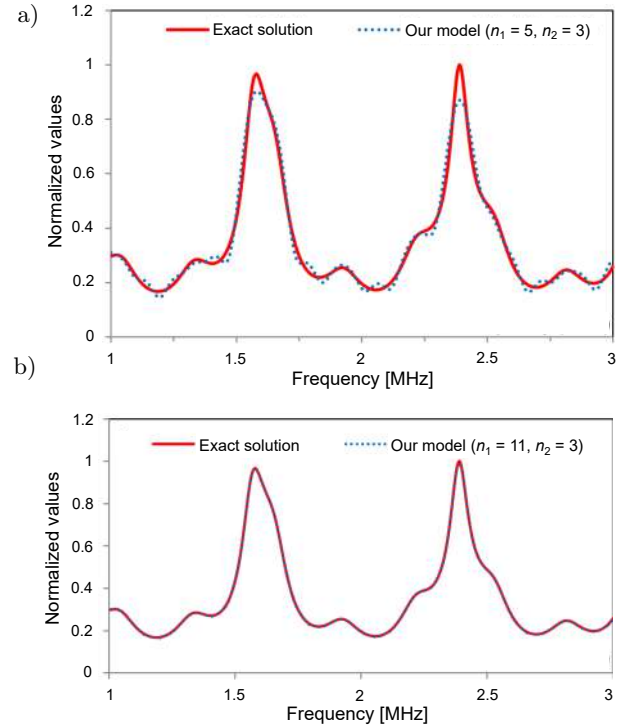 a)
Exact solution
Our model (n₁ = 5, n₂ = 3)
Normalized values
1.2
1
0.8
0.6
0.4
0.2
0
1
1.5
2
2.5
3
Frequency [MHz]
b)
Exact solution
Our model (n₁ = 11, n₂ = 3)
Normalized values
1.2
1
0.8
0.6
0.4
0.2
0
1
1.5
2
2.5
3
Frequency [MHz]